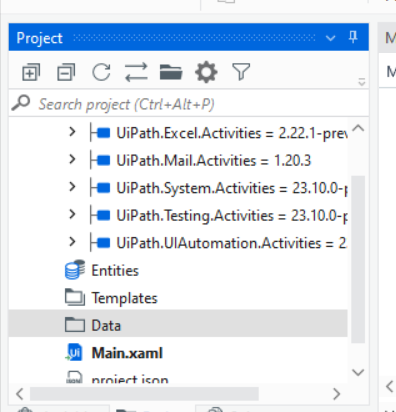 Project
Search project (Ctrl+Alt+P)
UiPath.Excel.Activities = 2.22.1-prev
UiPath.Mail.Activities = 1.20.3
UiPath.System.Activities = 23.10.0-p
UiPath.Testing.Activities = 23.10.0-p
UiPath.UIAutomation.Activities = 2
Entities
Templates
Data
Main.xaml
project.json
M
M